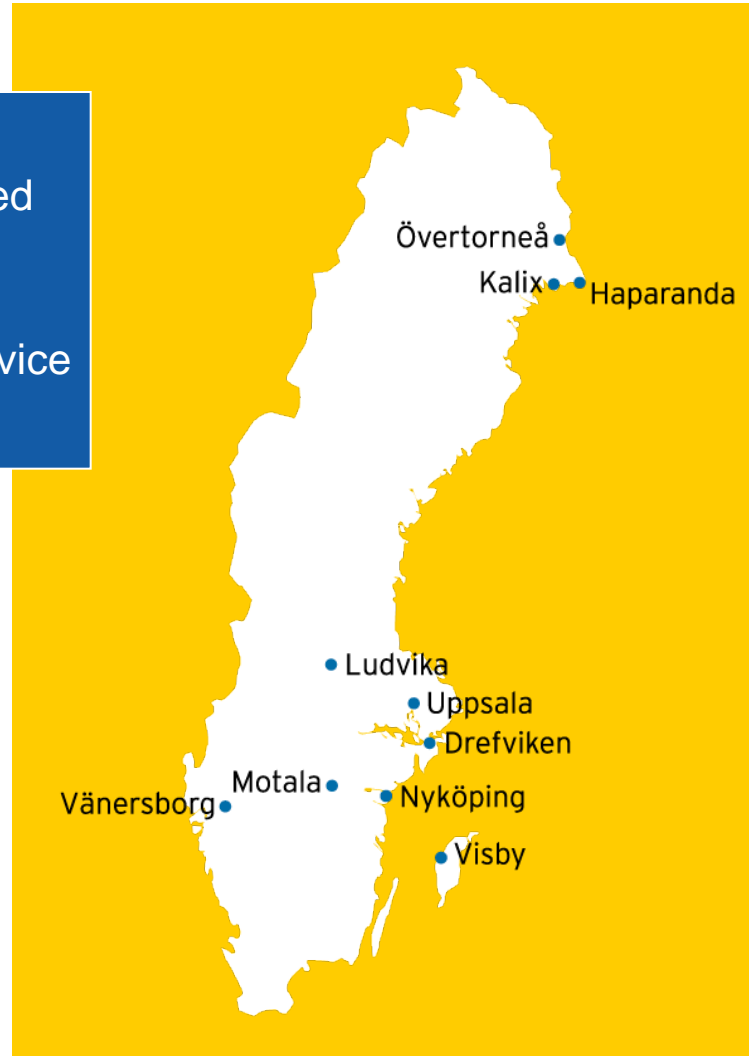 ed
vice
Övertorneå
Kalix
Haparanda
Ludvika
Uppsala
Drefviken
Motala
Nyköping
Vänersborg
Visby